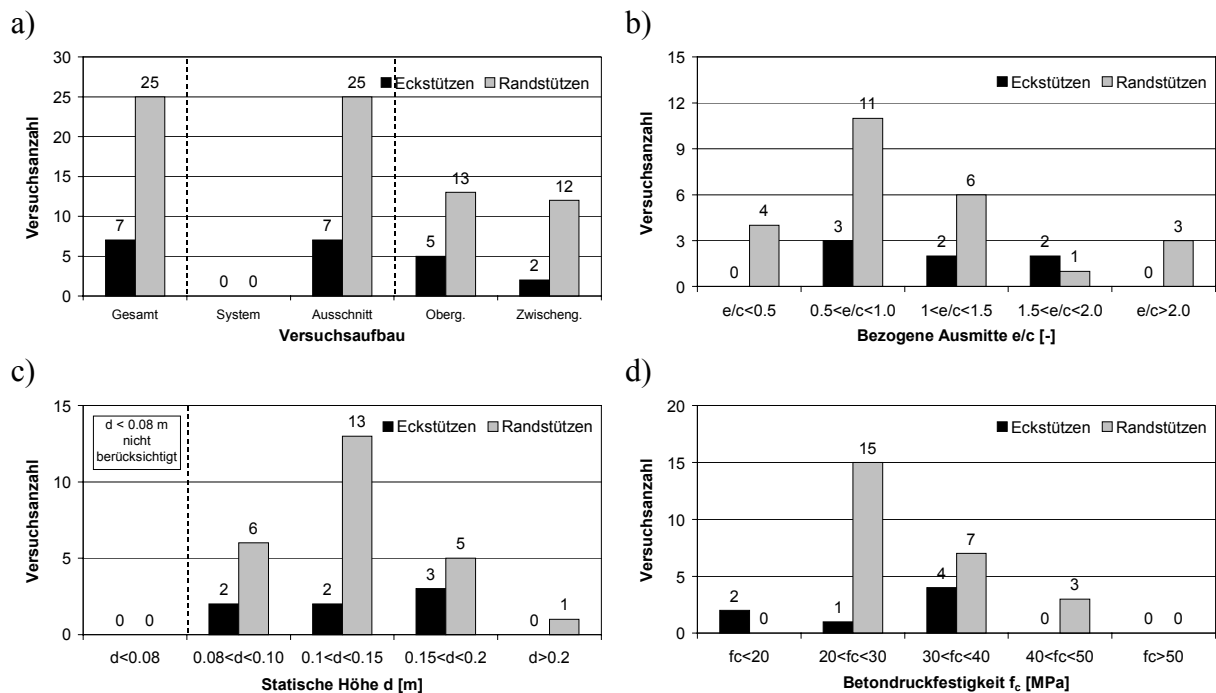 a)
30
25
20
15
10
5
0
Versuchsanzahl
Eckstützen Randstützen
7 25
0 0
7 25
5 13
2 12
Gesamt System Ausschnitt Oberg. Zwischeng.
Versuchsaufbau
b)
15
12
9
6
3
0
Versuchsanzahl
Eckstützen Randstützen
0 4
3 11
2 6
2 1
0 3
e/c<0.5 0.5<e/c<1.0 1<e/c<1.5 1.5<e/c<2.0 e/c>2.0
Bezogene Ausmitte e/c [-]
c)
15
10
5
0
Versuchsanzahl
d < 0.08 m
nicht
berücksichtigt
Eckstützen Randstützen
0 0
2 6
2 13
3 5
0 1
d<0.08 0.08<d<0.10 0.1<d<0.15 0.15<d<0.2 d>0.2
Statische Höhe d [m]
d)
20
15
10
5
0
Versuchsanzahl
Eckstützen Randstützen
2 0
1 15
4 7
0 3
0 0
fc<20 20<fc<30 30<fc<40 40<fc<50 fc>50
Betondruckfestigkeit fc [MPa]